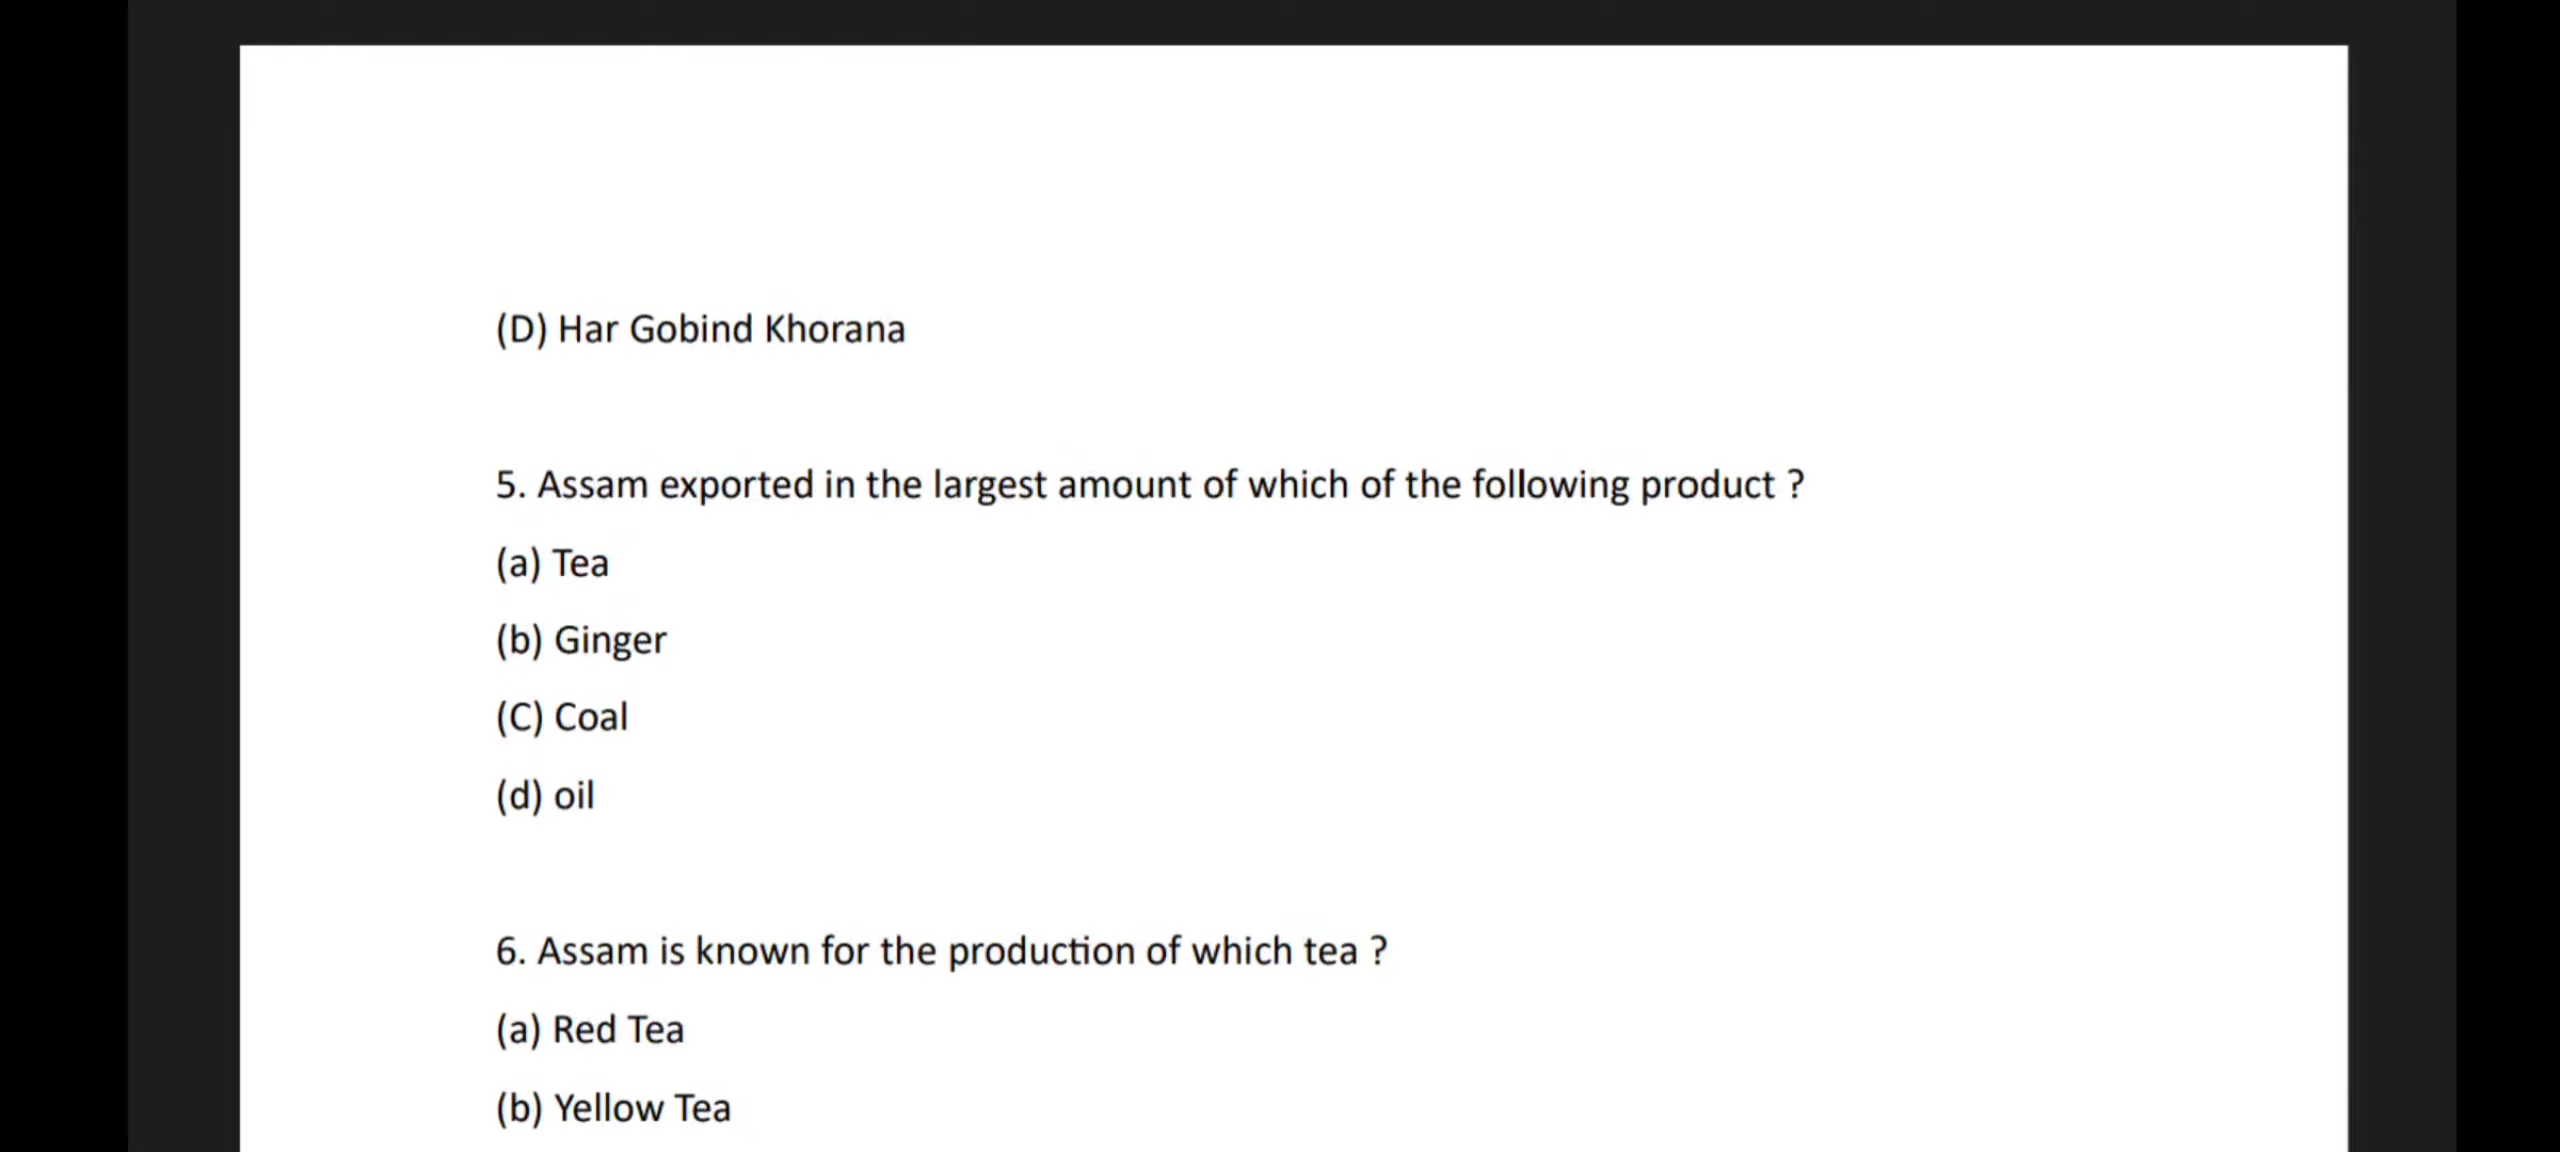 (D) Har Gobind Khorana
5. Assam exported in the largest amount of which of the following product ?
(a) Tea
(b) Ginger
(C) Coal
(d) oil
6. Assam is known for the production of which tea ?
(a) Red Tea
(b) Yellow Tea